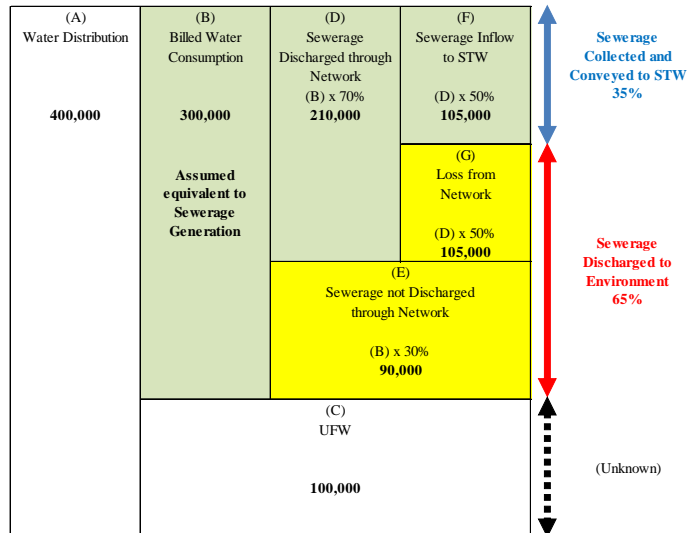 (A)
Water Distribution
400,000
(B)
Billed Water
Consumption
300,000
Assumed
equivalent to
Sewerage
Generation
(D)
Sewerage
Discharged through
Network
(B) x 70%
210,000
(F)
Sewerage Inflow
to STW
(D) x 50%
105,000
(G)
Loss from
Network
(D) x 50%
105,000
(E)
Sewerage not Discharged
through Network
(B) x 30%
90,000
(C)
UFW
100,000
Sewerage
Collected and
Conveyed to STW
35%
Sewerage
Discharged to
Environment
65%
(Unknown)